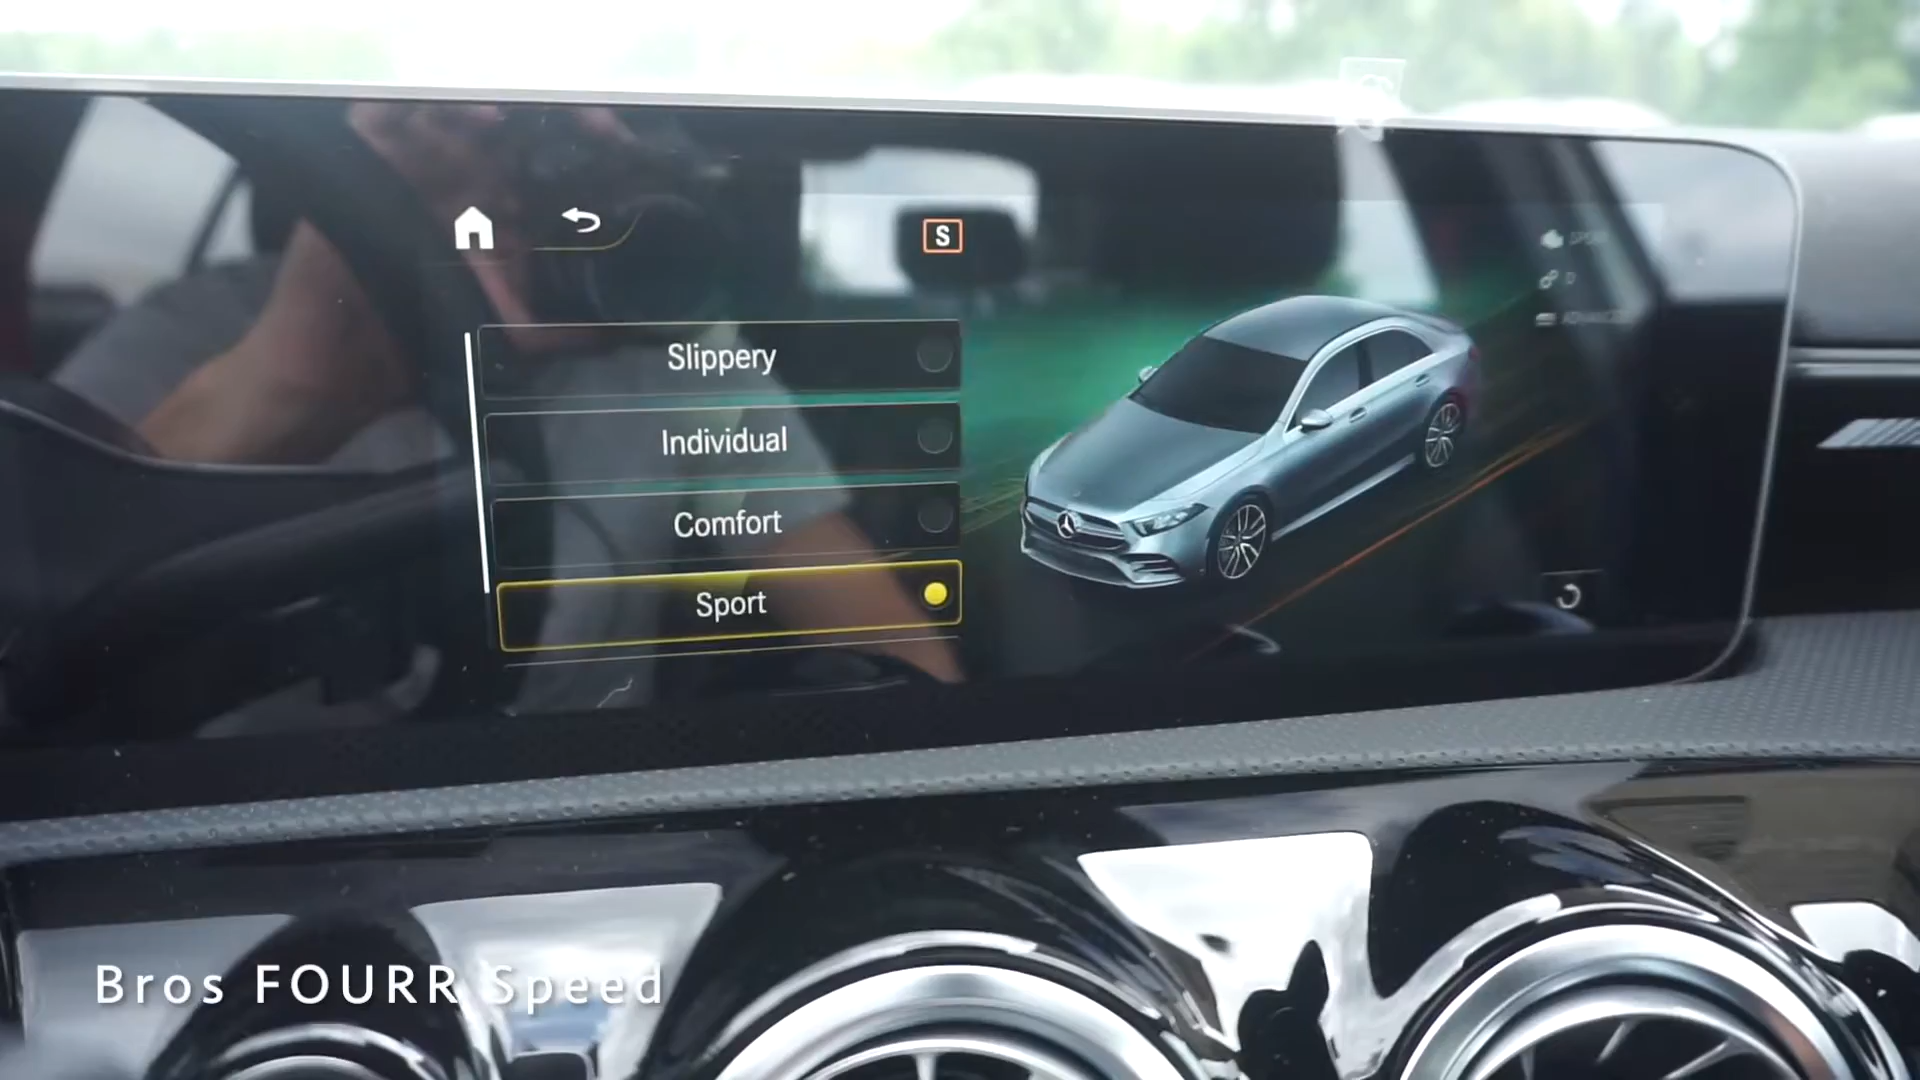 S
Slippery
Individual
Comfort
Sport
D
Bros FOURR Speed